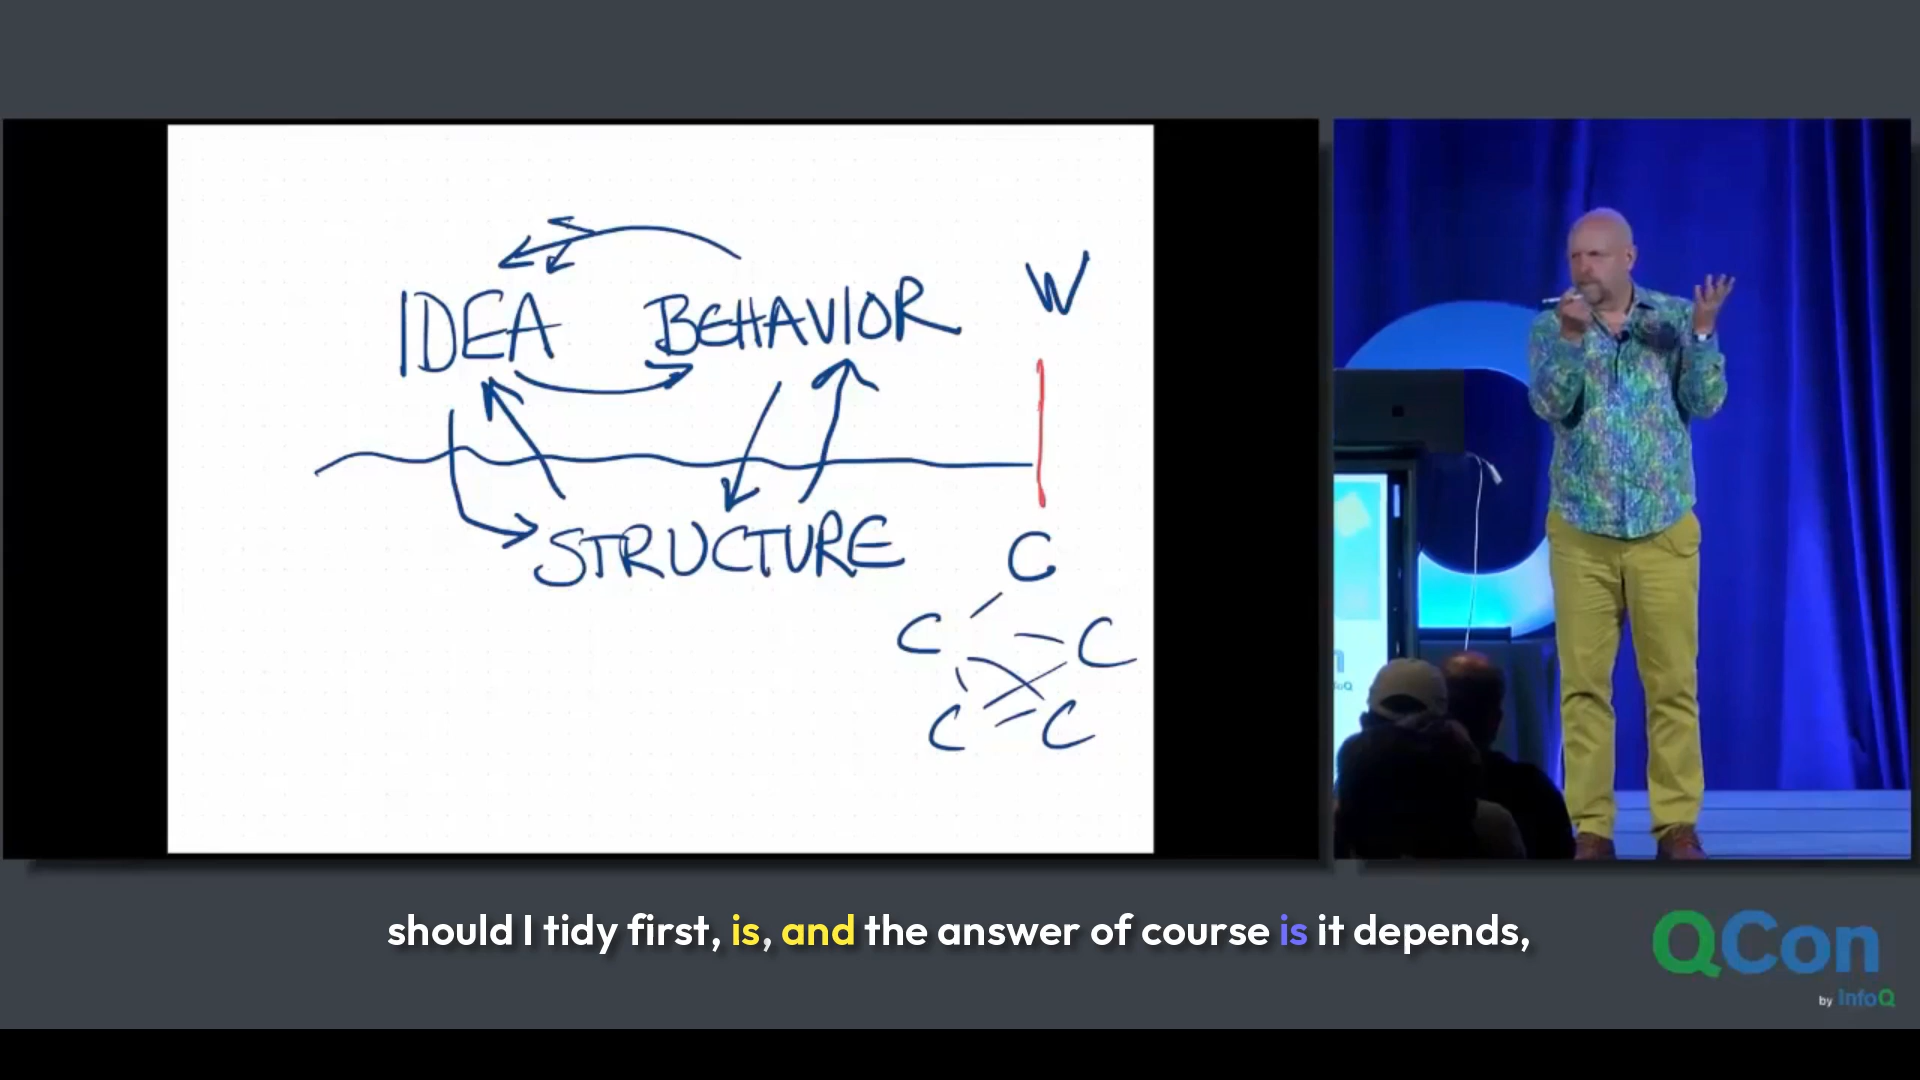 IDEA BEHAVIOR W
STRUCTURE C
C C
C C
should I tidy first, is, and the answer of course is it depends,
QCon
by InfoQ